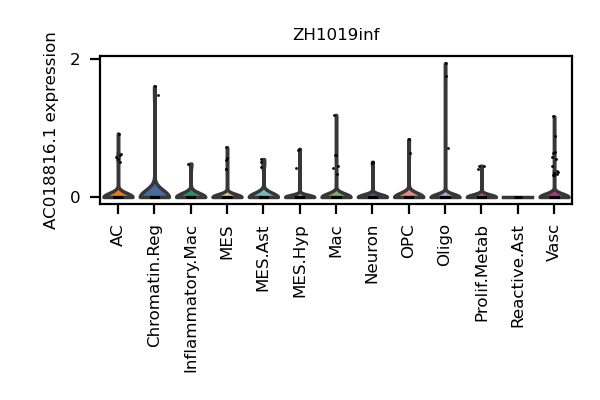 ZH1019inf
AC018816.1 expression
2
0
AC
Chromatin.Reg
Inflammatory.Mac
MES
MES.Ast
MES.Hyp
Mac
Neuron
OPC
Oligo
Prolif.Metab
Reactive.Ast
Vasc